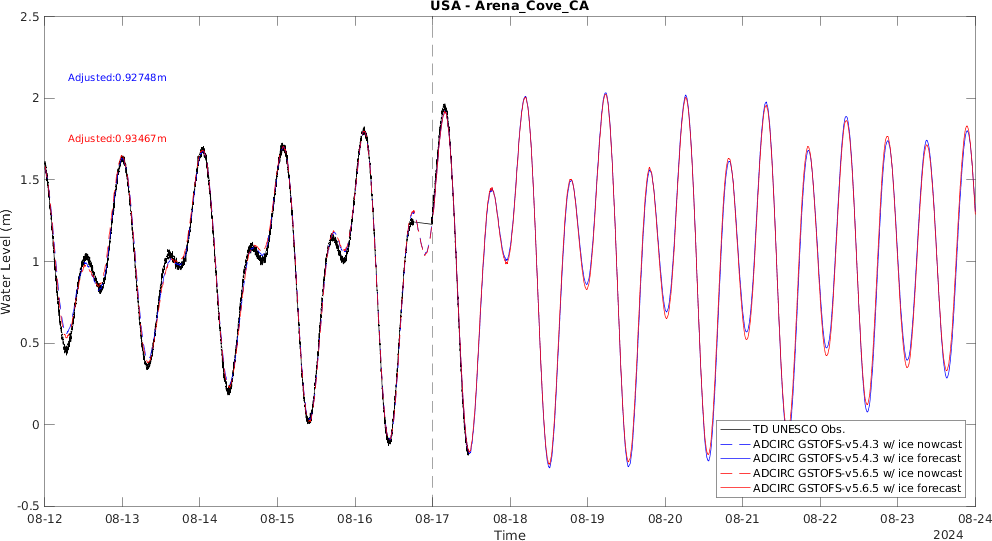 USA - Arena_Cove_CA
2.5
2
1.5
1
0.5
0
-0.5
Water Level (m)
Adjusted:0.92748m
Adjusted:0.93467m
TD UNESCO Obs.
ADCIRC GSTOFS-v5.4.3 w/ ice nowcast
ADCIRC GSTOFS-v5.4.3 w/ ice forecast
ADCIRC GSTOFS-v5.6.5 w/ ice nowcast
ADCIRC GSTOFS-v5.6.5 w/ ice forecast
08-12 08-13 08-14 08-15 08-16 08-17 08-18 08-19 08-20 08-21 08-22 08-23 08-24
Time
2024